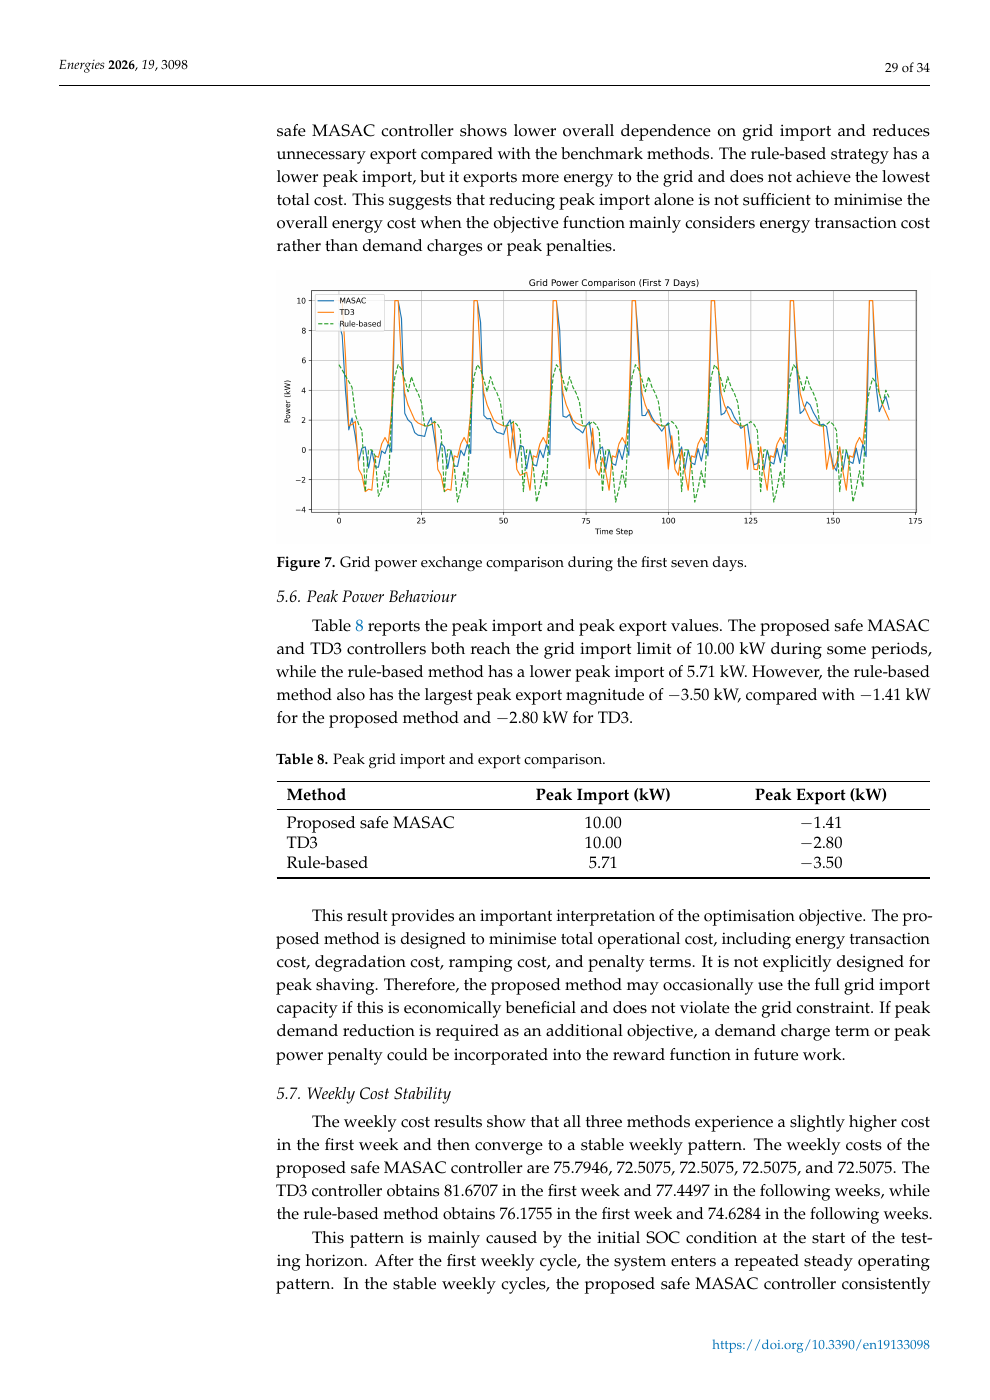 Energies 2026, 19, 3098
29 of 34
safe MASAC controller shows lower overall dependence on grid import and reduces
unnecessary export compared with the benchmark methods. The rule-based strategy has a
lower peak import, but it exports more energy to the grid and does not achieve the lowest
total cost. This suggests that reducing peak import alone is not sufficient to minimise the
overall energy cost when the objective function mainly considers energy transaction cost
rather than demand charges or peak penalties.
Grid Power Comparison (First 7 Days)
MASAC
TD3
Rule-based
Power (kW)
10
8
6
4
2
0
−2
−4
0 25 50 75 100 125 150 175
Time Step
Figure 7. Grid power exchange comparison during the first seven days.
5.6. Peak Power Behaviour
Table 8 reports the peak import and peak export values. The proposed safe MASAC
and TD3 controllers both reach the grid import limit of 10.00 kW during some periods,
while the rule-based method has a lower peak import of 5.71 kW. However, the rule-based
method also has the largest peak export magnitude of −3.50 kW, compared with −1.41 kW
for the proposed method and −2.80 kW for TD3.
Table 8. Peak grid import and export comparison.
Method Peak Import (kW) Peak Export (kW)
Proposed safe MASAC 10.00 −1.41
TD3 10.00 −2.80
Rule-based 5.71 −3.50
This result provides an important interpretation of the optimisation objective. The pro-
posed method is designed to minimise total operational cost, including energy transaction
cost, degradation cost, ramping cost, and penalty terms. It is not explicitly designed for
peak shaving. Therefore, the proposed method may occasionally use the full grid import
capacity if this is economically beneficial and does not violate the grid constraint. If peak
demand reduction is required as an additional objective, a demand charge term or peak
power penalty could be incorporated into the reward function in future work.
5.7. Weekly Cost Stability
The weekly cost results show that all three methods experience a slightly higher cost
in the first week and then converge to a stable weekly pattern. The weekly costs of the
proposed safe MASAC controller are 75.7946, 72.5075, 72.5075, 72.5075, and 72.5075. The
TD3 controller obtains 81.6707 in the first week and 77.4497 in the following weeks, while
the rule-based method obtains 76.1755 in the first week and 74.6284 in the following weeks.
This pattern is mainly caused by the initial SOC condition at the start of the test-
ing horizon. After the first weekly cycle, the system enters a repeated steady operating
pattern. In the stable weekly cycles, the proposed safe MASAC controller consistently
https://doi.org/10.3390/en19133098